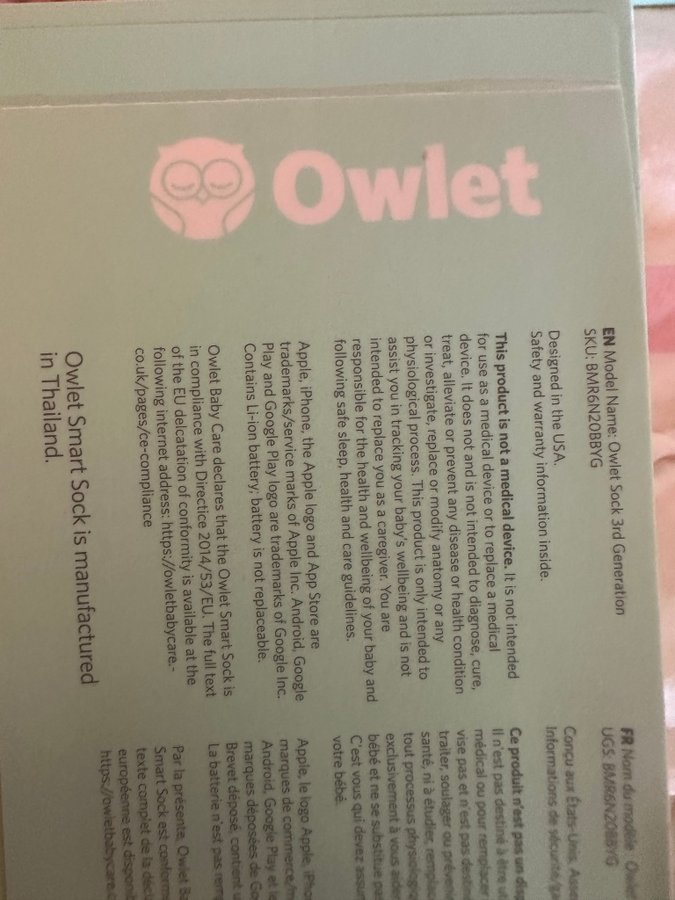 Owlet
EN Model Name: Owlet Sock 3rd Generation
SKU: BMR6N20BBYG
Designed in the USA.
Safety and warranty information inside.
This product is not a medical device. It is not intended
for use as a medical device or to replace a medical
device. It does not and is not intended to diagnose, cure,
treat, alleviate or prevent any disease or health condition
or investigate, replace or modify anatomy or any
physiological process. This product is only intended to
assist you in tracking your baby's wellbeing and is not
intended to replace you as a caregiver. You are
responsible for the health and wellbeing of your baby and
following safe sleep, health and care guidelines.
Apple, iPhone, the Apple logo and App Store are
trademarks/service marks of Apple Inc. Android, Google
Play and Google Play logo are trademarks of Google Inc.
Contains Li-ion battery; battery is not replaceable.
Owlet Baby Care declares that the Owlet Smart Sock is
in compliance with Directice 2014/53/EU. The full text
of the EU delcatation of conformity is available at the
following internet address: https://owletbabycare.-
co.uk/pages/ce-compliance
Owlet Smart Sock is manufactured
in Thailand.
FR Nom du modèle Owlet
UGS BMR6N20BBYG
Conçu aux États-Unis.
Informations de sécurité
Ce produit n'est pas un
Il n'est pas destiné à être
médical ou pour remplacer
vise pas et n'est pas
traiter, soulager ou
santé, ni à étudier,
tout processus
exclusivement à vous
bébé et ne se substitue
C'est vous qui devez
votre bébé.
Apple, le logo Apple,
marques de commerce
Android, Google Play et
marques déposées de
Brevet déposé, contient
La batterie n'est pas
Par la présente, Owlet
Smart Sock est
texte complet de la
européenne est
https://owletbabycare.